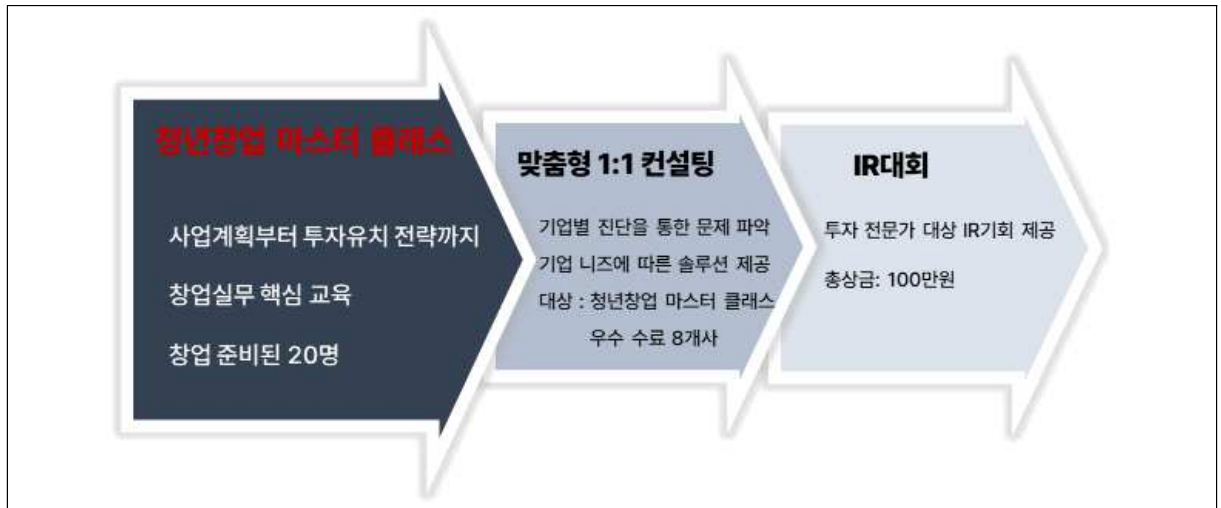 청년창업 마스터 클래스
사업계획부터 투자유치 전략까지
창업실무 핵심 교육
창업 준비된 20명
맞춤형 1:1 컨설팅
기업별 진단을 통한 문제 파악
기업 니즈에 따른 솔루션 제공
대상 : 청년창업 마스터 클래스
우수 수료 8개사
IR대회
투자 전문가 대상 IR기회 제공
총상금: 100만원